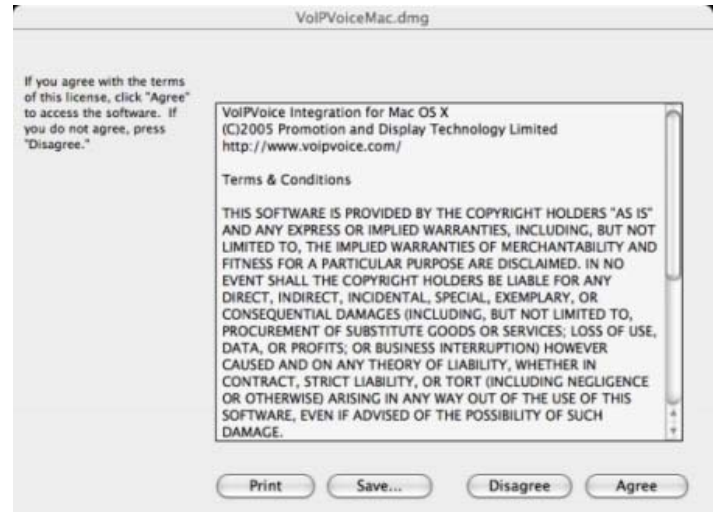 VoIPVoiceMac.dmg
If you agree with the terms
of this license, click "Agree"
to access the software. If
you do not agree, press
"Disagree."
VoIPVoice Integration for Mac OS X
(C)2005 Promotion and Display Technology Limited
http://www.voipvoice.com/
Terms & Conditions
THIS SOFTWARE IS PROVIDED BY THE COPYRIGHT HOLDERS "AS IS"
AND ANY EXPRESS OR IMPLIED WARRANTIES, INCLUDING, BUT NOT
LIMITED TO, THE IMPLIED WARRANTIES OF MERCHANTABILITY AND
FITNESS FOR A PARTICULAR PURPOSE ARE DISCLAIMED. IN NO
EVENT SHALL THE COPYRIGHT HOLDERS BE LIABLE FOR ANY
DIRECT, INDIRECT, INCIDENTAL, SPECIAL, EXEMPLARY, OR
CONSEQUENTIAL DAMAGES (INCLUDING, BUT NOT LIMITED TO,
PROCUREMENT OF SUBSTITUTE GOODS OR SERVICES; LOSS OF USE,
DATA, OR PROFITS; OR BUSINESS INTERRUPTION) HOWEVER
CAUSED AND ON ANY THEORY OF LIABILITY, WHETHER IN
CONTRACT, STRICT LIABILITY, OR TORT (INCLUDING NEGLIGENCE
OR OTHERWISE) ARISING IN ANY WAY OUT OF THE USE OF THIS
SOFTWARE, EVEN IF ADVISED OF THE POSSIBILITY OF SUCH
DAMAGE.
Print Save... Disagree Agree